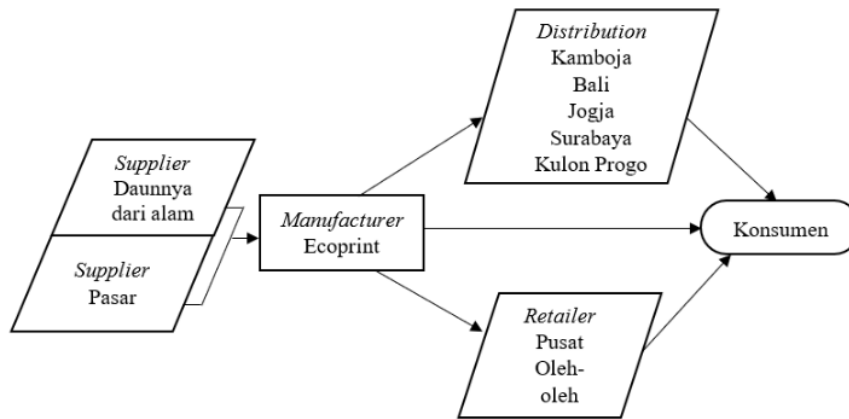 Supplier
Daunnya
dari alam
Supplier
Pasar
Manufacturer
Ecoprint
Distribution
Kamboja
Bali
Jogja
Surabaya
Kulon Progo
Retailer
Pusat
Oleh-
oleh
Konsumen